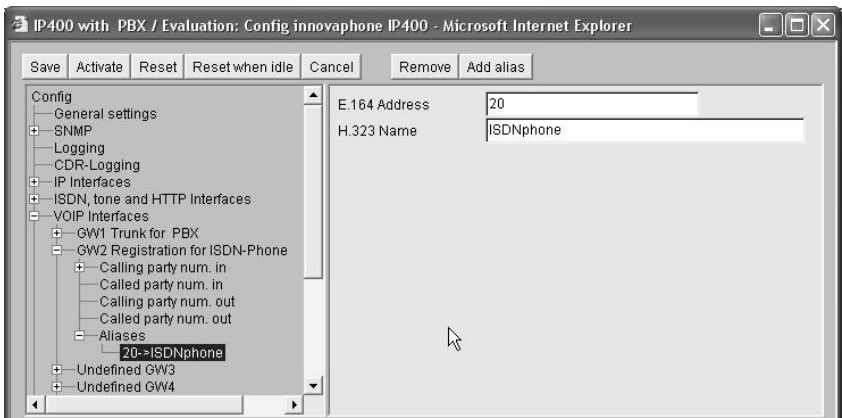 IP400 with PBX / Evaluation: Config innovaphone IP400 - Microsoft Internet Explorer
Save Activate Reset Reset when idle Cancel Remove Add alias
Config
General settings
SNMP
Logging
CDR-Logging
IP Interfaces
ISDN, tone and HTTP Interfaces
VOIP Interfaces
GW1 Trunk for PBX
GW2 Registration for ISDN-Phone
Calling party num. in
Called party num. in
Calling party num. out
Called party num. out
Aliases
20->ISDNphone
Undefined GW3
Undefined GW4
E.164 Address 20
H.323 Name ISDNphone